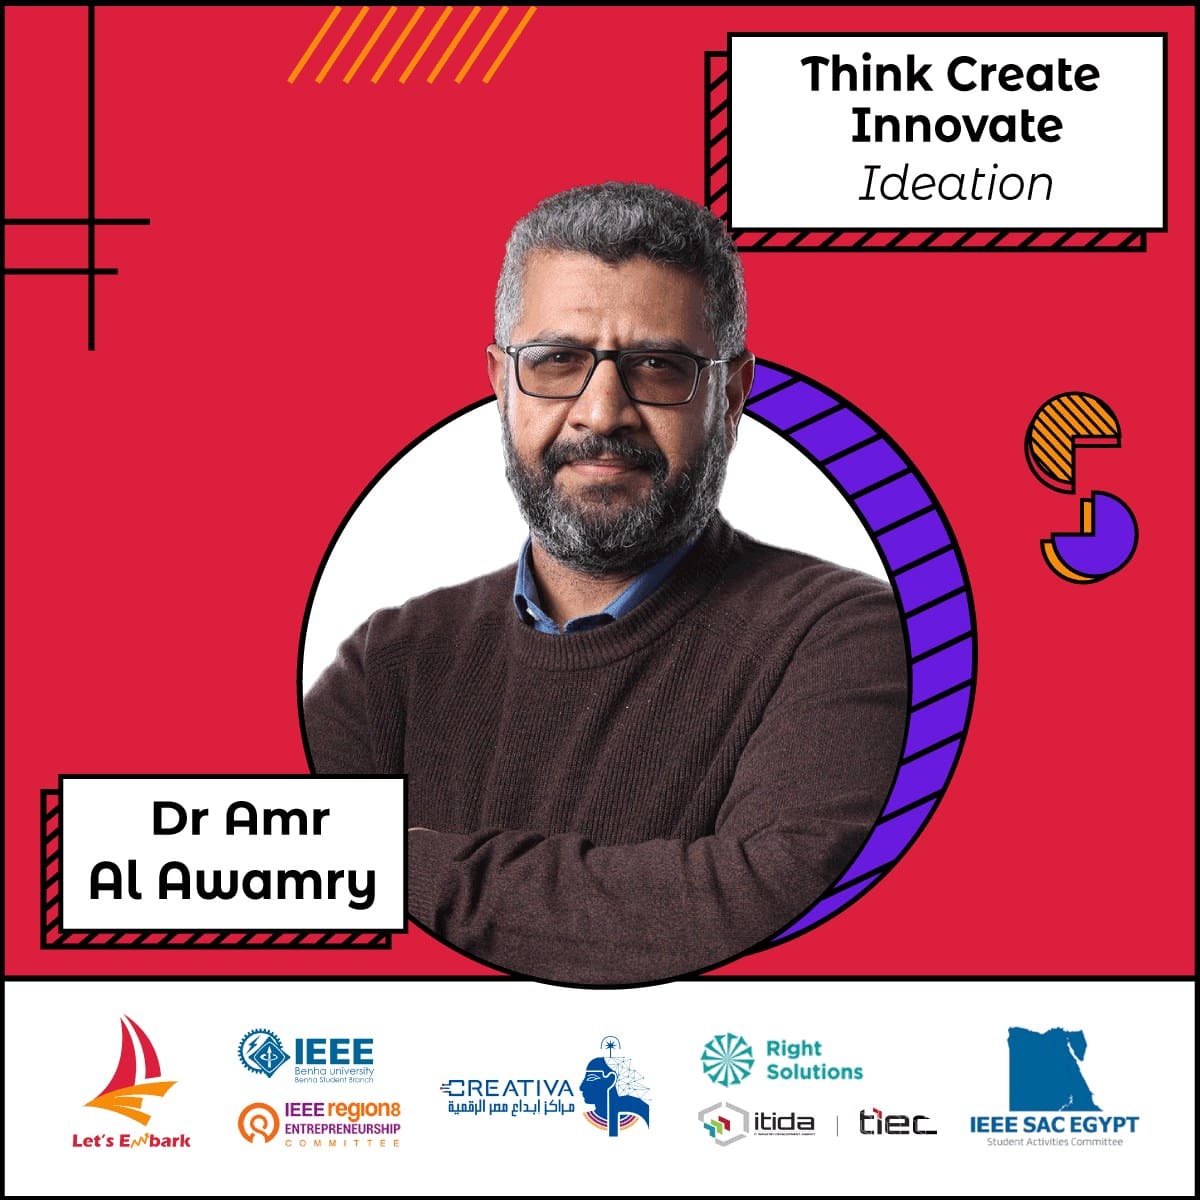 Think Create
Innovate
Ideation
Dr Amr
Al Awamry
Let's Embark
IEEE
Benha university
Benha Student Branch
IEEE region8
ENTREPRENEURSHIP
COMMITTEE
CREATIVA
مراكز إبداع مصر الرقمية
Right
Solutions
itida
tiec
IEEE SAC EGYPT
Student Activities Committee